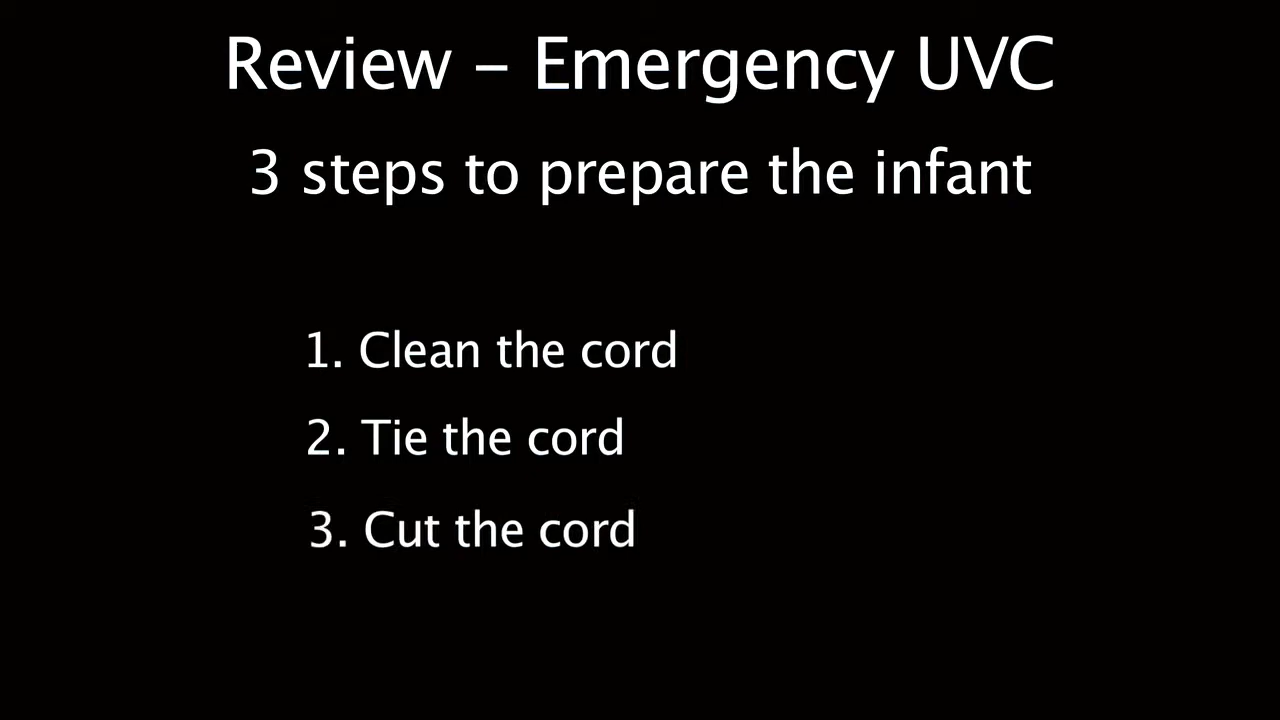 Review – Emergency UVC
3 steps to prepare the infant
1. Clean the cord
2. Tie the cord
3. Cut the cord